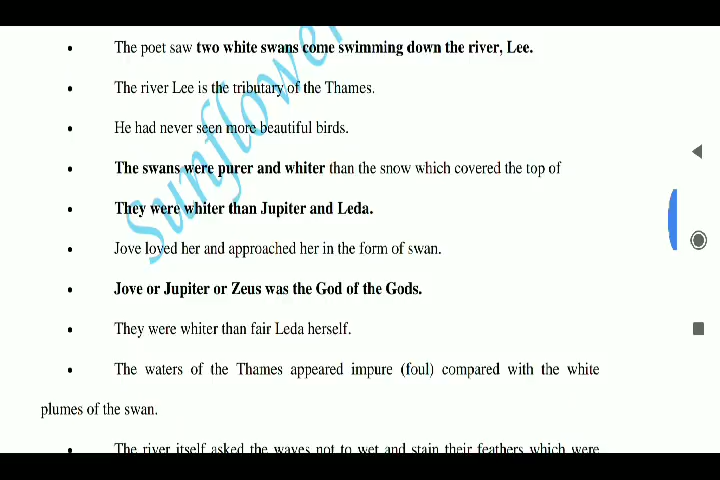 • The poet saw two white swans come swimming down the river, Lee.
• The river Lee is the tributary of the Thames.
• He had never seen more beautiful birds.
• The swans were purer and whiter than the snow which covered the top of
• They were whiter than Jupiter and Leda.
• Jove loved her and approached her in the form of swan.
• Jove or Jupiter or Zeus was the God of the Gods.
• They were whiter than fair Leda herself.
• The waters of the Thames appeared impure (foul) compared with the white
plumes of the swan.
• The river itself asked the waves not to wet and stain their feathers which were
Sunflower